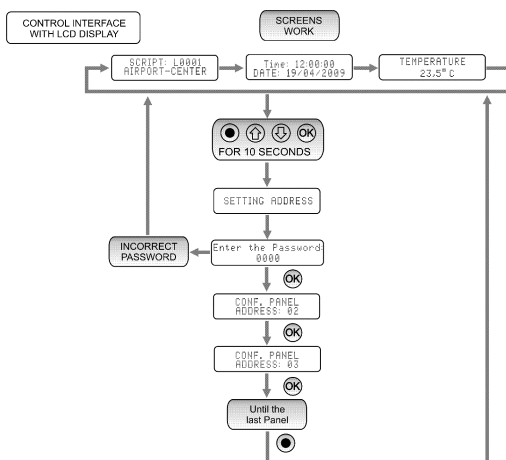 CONTROL INTERFACE
WITH LCD DISPLAY
SCREENS
WORK
SCRIPT: L0001
AIRPORT-CENTER
Time: 12:00:00
DATE: 19/04/2009
TEMPERATURE
23.5° C
OK
FOR 10 SECONDS
SETTING ADDRESS
INCORRECT
PASSWORD
Enter the Password:
0000
OK
CONF. PANEL
ADDRESS: 02
OK
CONF. PANEL
ADDRESS: 03
OK
Until the
last Panel